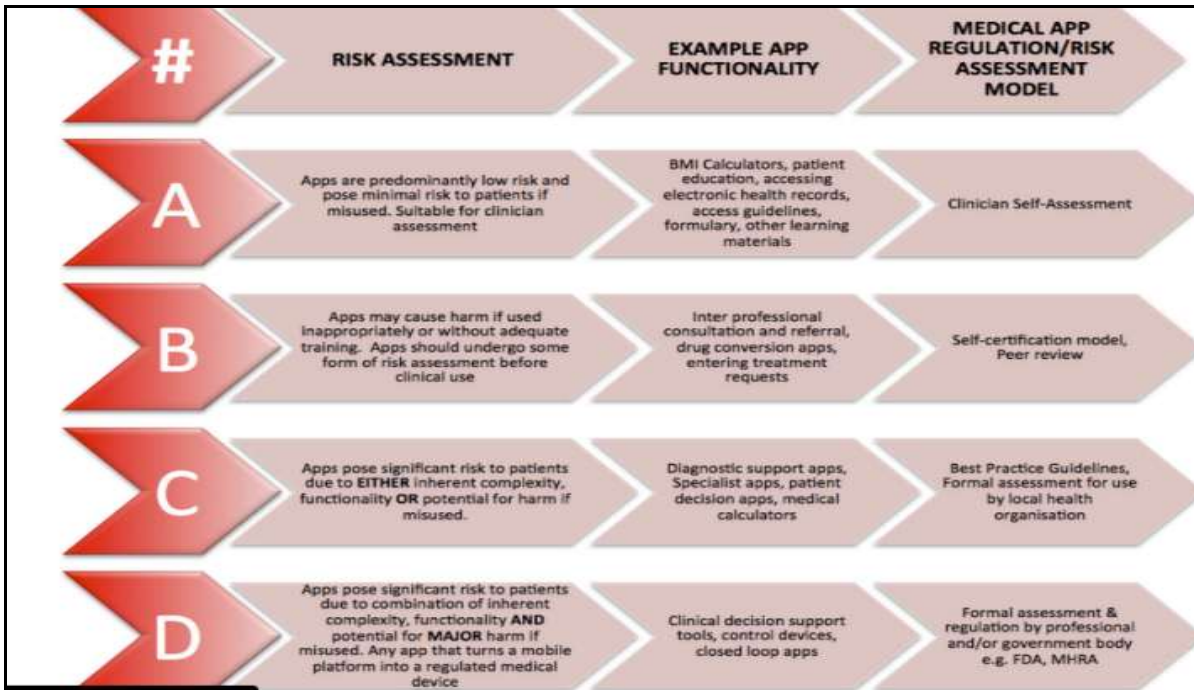 #
RISK ASSESSMENT
EXAMPLE APP
FUNCTIONALITY
MEDICAL APP
REGULATION/RISK
ASSESSMENT
MODEL
A
Apps are predominantly low risk and
pose minimal risk to patients if
misused. Suitable for clinician
assessment
BMI Calculators, patient
education, accessing
electronic health records,
access guidelines,
formulary, other learning
materials
Clinician Self-Assessment
B
Apps may cause harm if used
inappropriately or without adequate
training. Apps should undergo some
form of risk assessment before
clinical use
Inter professional
consultation and referral,
drug conversion apps,
entering treatment
requests
Self-certification model,
Peer review
C
Apps pose significant risk to patients
due to EITHER inherent complexity,
functionality OR potential for harm if
misused.
Diagnostic support apps,
Specialist apps, patient
decision apps, medical
calculators
Best Practice Guidelines,
Formal assessment for use
by local health
organisation
D
Apps pose significant risk to patients
due to combination of inherent
complexity, functionality AND
potential for MAJOR harm if
misused. Any app that turns a mobile
platform into a regulated medical
device
Clinical decision support
tools, control devices,
closed loop apps
Formal assessment &
regulation by professional
and/or government body
e.g. FDA, MHRA